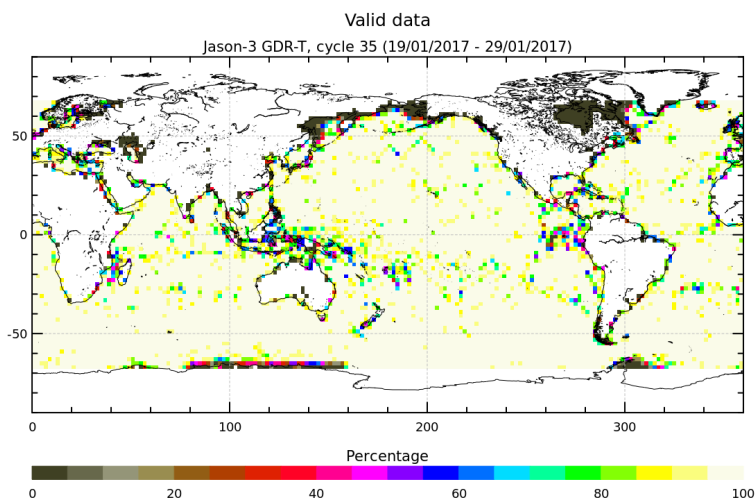 Valid data
Jason-3 GDR-T, cycle 35 (19/01/2017 - 29/01/2017)
50
0
-50
0 100 200 300
Percentage
0 20 40 60 80 100